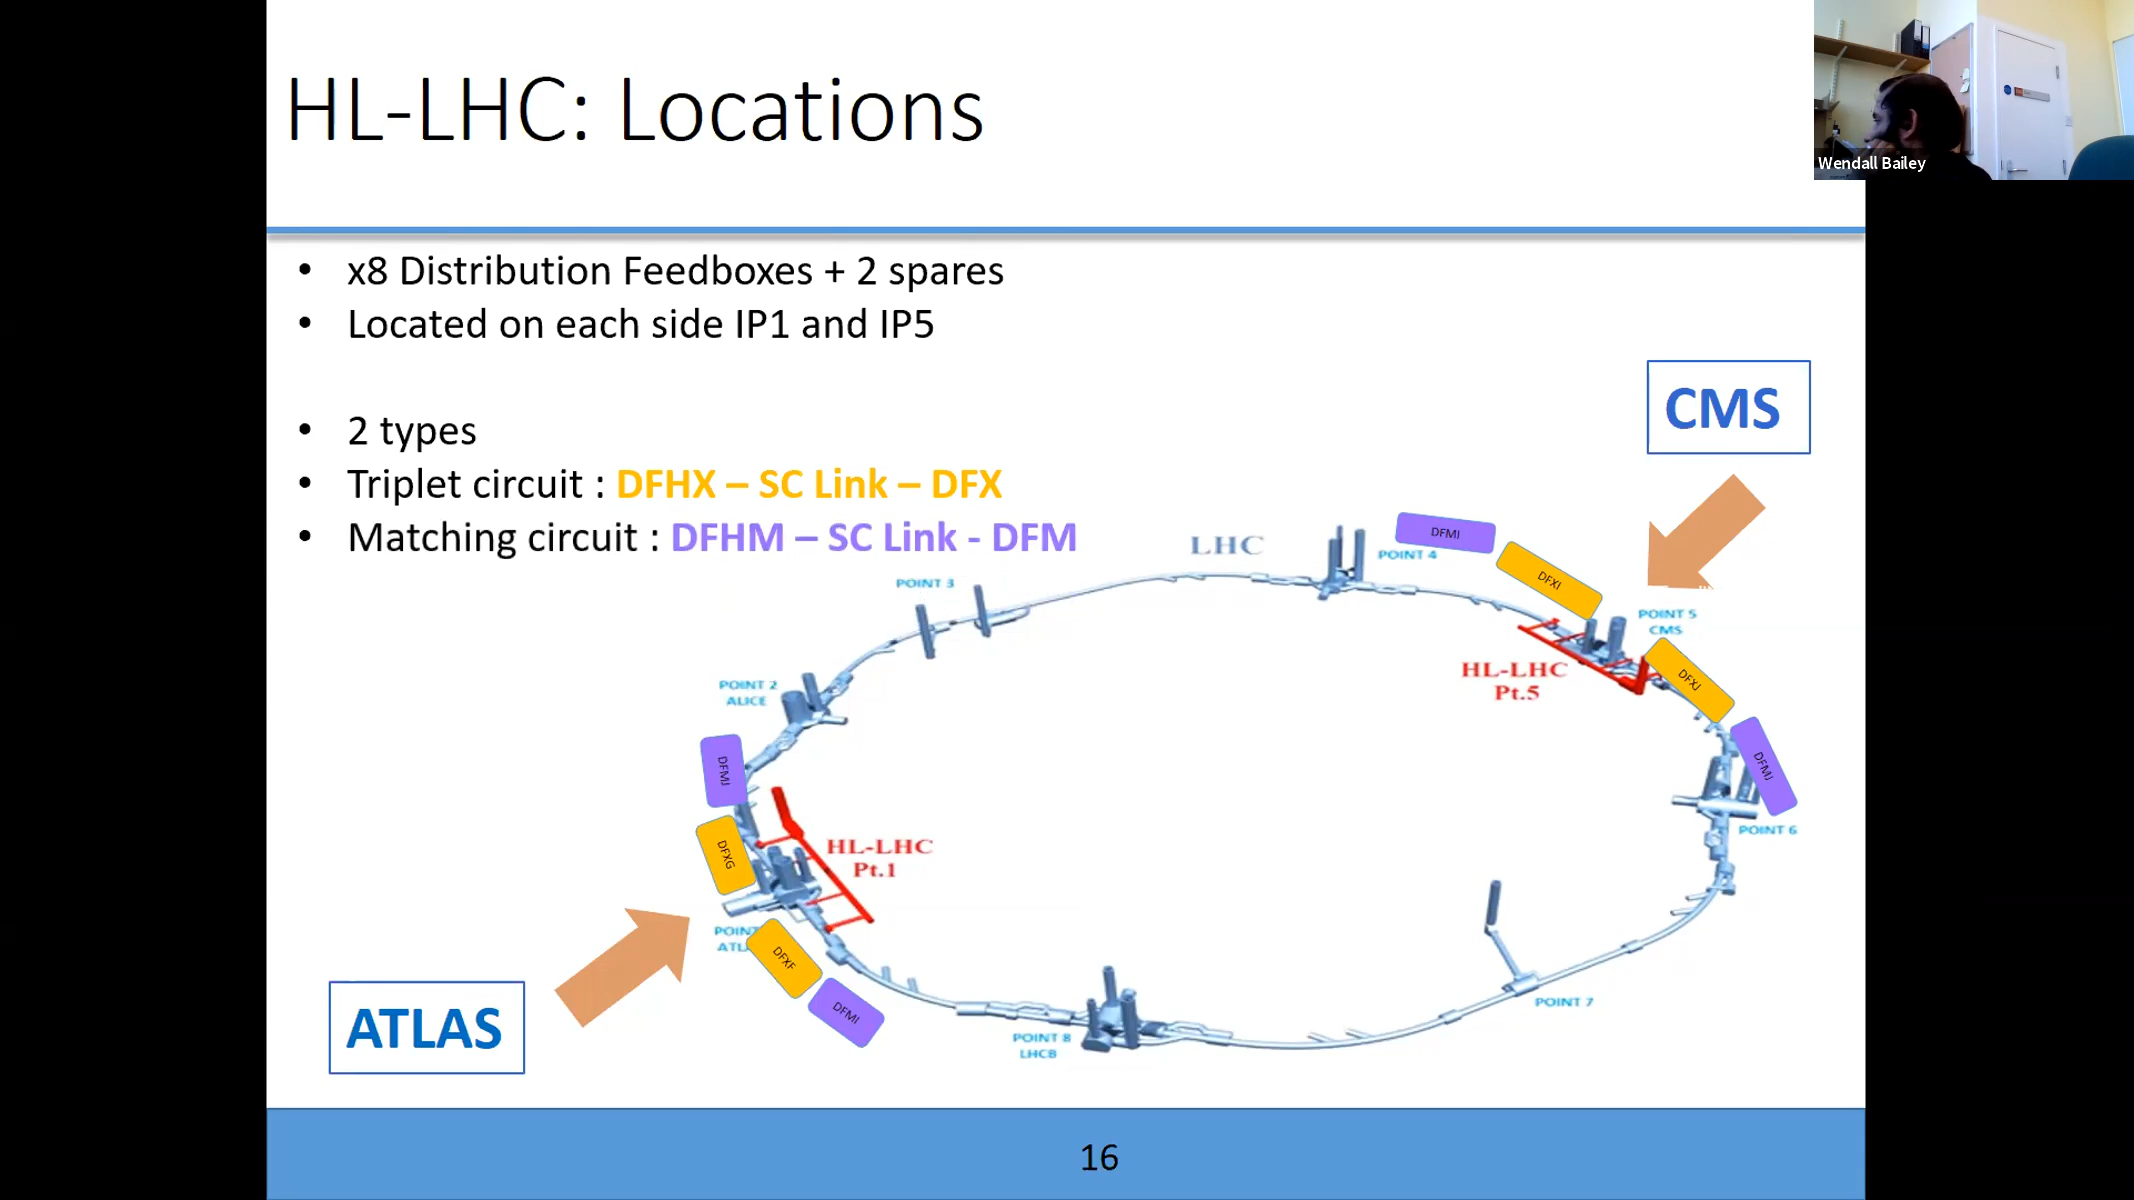 HL-LHC: Locations
Wendall Bailey
• x8 Distribution Feedboxes + 2 spares
• Located on each side IP1 and IP5
• 2 types
• Triplet circuit : DFHX – SC Link – DFX
• Matching circuit : DFHM – SC Link - DFM
CMS
LHC
DFMI
POINT 4
DFXI
POINT 3
POINT 5
CMS
HL-LHC
Pt.5
DFXJ
POINT 2
ALICE
DFMJ
DFMJ
POINT 6
DFXG
HL-LHC
Pt.1
POINT
ATL
DFXF
DFMI
ATLAS
POINT 7
POINT 8
LHCB
16